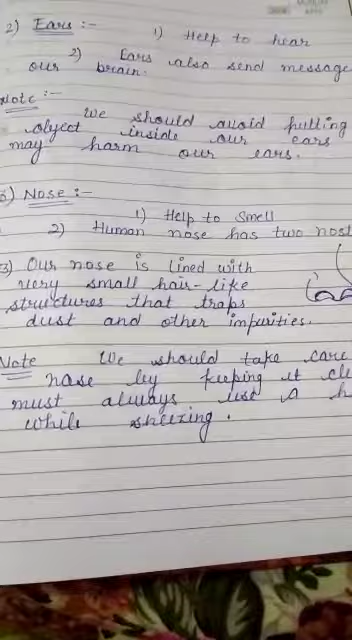 2) Ears :-
1) Help to hear
2) Ears also send message
our brain.
Note :-
We should avoid putting
object inside our ears
may harm our ears.
3) Nose :-
1) Help to smell
2) Human nose has two nost
3) Our nose is lined with
very small hair-like
structures that traps
dust and other impurities.
Note We should take care
nose by keeping it cle
must always use a h
while sneezing.